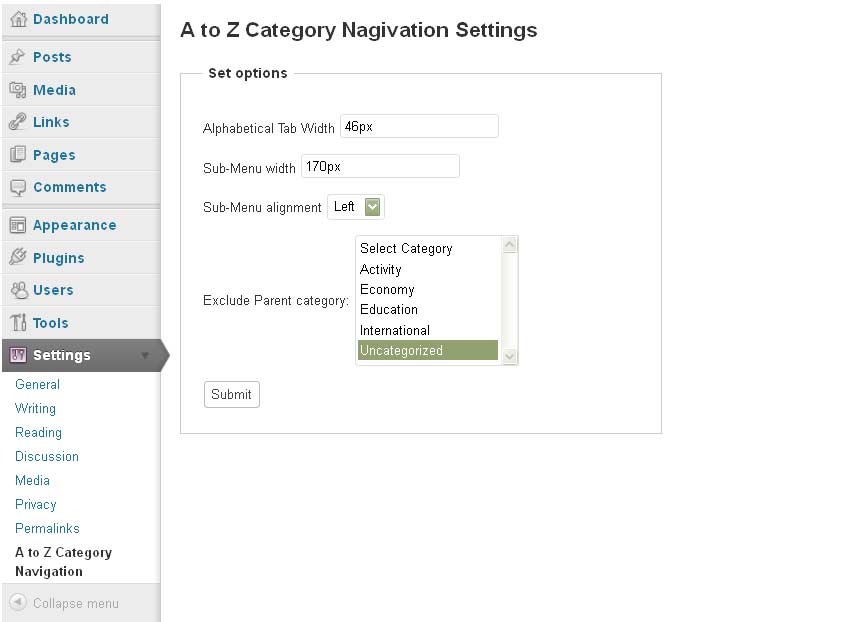 Dashboard
Posts
Media
Links
Pages
Comments
Appearance
Plugins
Users
Tools
Settings
General
Writing
Reading
Discussion
Media
Privacy
Permalinks
A to Z Category
Navigation
Collapse menu
A to Z Category Nagivation Settings
Set options
Alphabetical Tab Width 46px
Sub-Menu width 170px
Sub-Menu alignment Left
Exclude Parent category:
Select Category
Activity
Economy
Education
International
Uncategorized
Submit